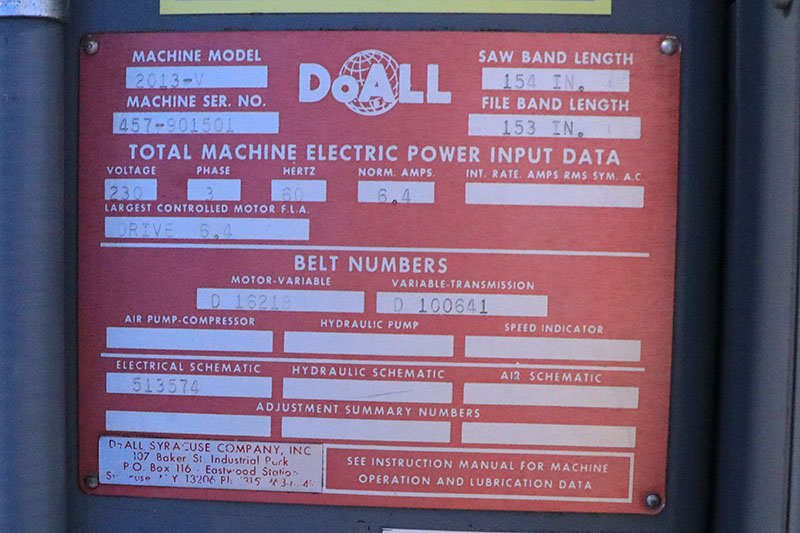 MACHINE MODEL
2013-V
MACHINE SER. NO.
457-901501
DOALL
SAW BAND LENGTH
154 IN.
FILE BAND LENGTH
153 IN.
TOTAL MACHINE ELECTRIC POWER INPUT DATA
VOLTAGE PHASE HERTZ NORM. AMPS. INT. RATE. AMPS RMS SYM. A.C.
230 3 60 6.4
LARGEST CONTROLLED MOTOR F.L.A.
DRIVE 6.4
BELT NUMBERS
MOTOR-VARIABLE VARIABLE-TRANSMISSION
D 16218 D 100641
AIR PUMP-COMPRESSOR HYDRAULIC PUMP SPEED INDICATOR
ELECTRICAL SCHEMATIC HYDRAULIC SCHEMATIC AIR SCHEMATIC
513574
ADJUSTMENT SUMMARY NUMBERS
DoALL SYRACUSE COMPANY, INC
107 Baker St. Industrial Park
P.O. Box 116 - Eastwood Station
13206 Ph
SEE INSTRUCTION MANUAL FOR MACHINE
OPERATION AND LUBRICATION DATA